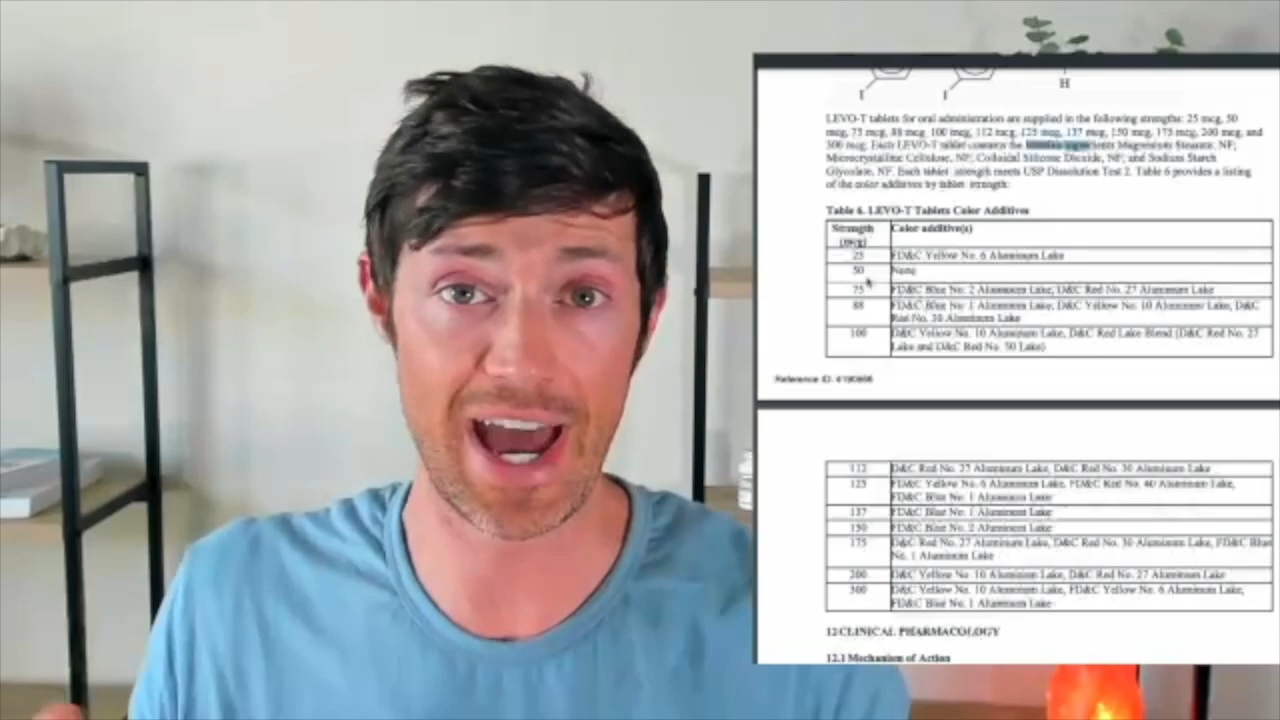 I
I
H
LEVO-T tablets for oral administration are supplied in the following strengths: 25 mcg, 50
mcg, 75 mcg, 88 mcg, 100 mcg, 112 mcg, 125 mcg, 137 mcg, 150 mcg, 175 mcg, 200 mcg, and
300 mcg. Each LEVO-T tablet contains the ingredients Magnesium Stearate, NF;
Microcrystalline Cellulose, NF; Colloidal Silicone Dioxide, NF; and Sodium Starch
Glycolate, NF. Each tablet strength meets USP Dissolution Test 2. Table 6 provides a listing
of the color additives by tablet strength:
Table 6. LEVO-T Tablets Color Additives
Strength Color additive(s)
(mcg)
25 FD&C Yellow No. 6 Aluminum Lake
50 None
75 FD&C Blue No. 2 Aluminum Lake, D&C Red No. 27 Aluminum Lake
88 FD&C Blue No. 1 Aluminum Lake, D&C Yellow No. 10 Aluminum Lake, D&C
Red No. 30 Aluminum Lake
100 D&C Yellow No. 10 Aluminum Lake, D&C Red Lake Blend (D&C Red No. 27
Lake and D&C Red No. 30 Lake)
Reference ID:
112 D&C Red No. 27 Aluminum Lake, D&C Red No. 30 Aluminum Lake
125 FD&C Yellow No. 6 Aluminum Lake, FD&C Red No. 40 Aluminum Lake,
FD&C Blue No. 1 Aluminum Lake
137 FD&C Blue No. 1 Aluminum Lake
150 FD&C Blue No. 2 Aluminum Lake
175 D&C Red No. 27 Aluminum Lake, D&C Red No. 30 Aluminum Lake, FD&C Blue
No. 1 Aluminum Lake
200 D&C Yellow No. 10 Aluminum Lake, D&C Red No. 27 Aluminum Lake
300 D&C Yellow No. 10 Aluminum Lake, FD&C Yellow No. 6 Aluminum Lake,
FD&C Blue No. 1 Aluminum Lake
12 CLINICAL PHARMACOLOGY
12.1 Mechanism of Action